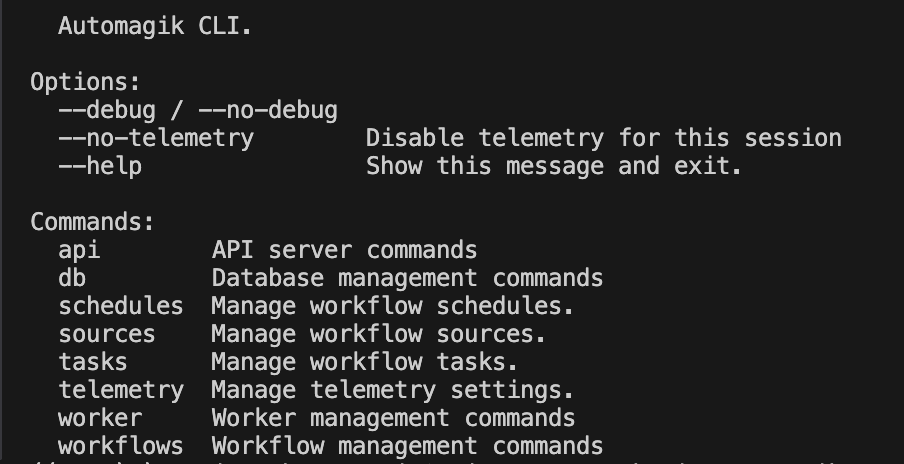 Automagik CLI.
Options:
--debug / --no-debug
--no-telemetry Disable telemetry for this session
--help Show this message and exit.
Commands:
api API server commands
db Database management commands
schedules Manage workflow schedules.
sources Manage workflow sources.
tasks Manage workflow tasks.
telemetry Manage telemetry settings.
worker Worker management commands
workflows Workflow management commands